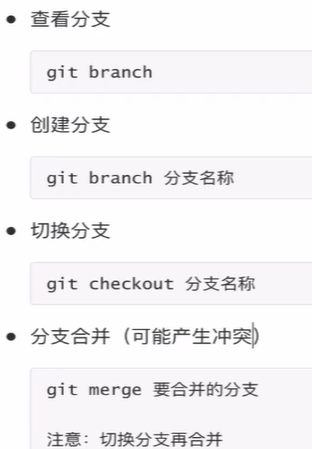 查看分支
git branch
创建分支
git branch 分支名称
切换分支
git checkout 分支名称
分支合并（可能产生冲突）
git merge 要合并的分支
注意：切换分支再合并